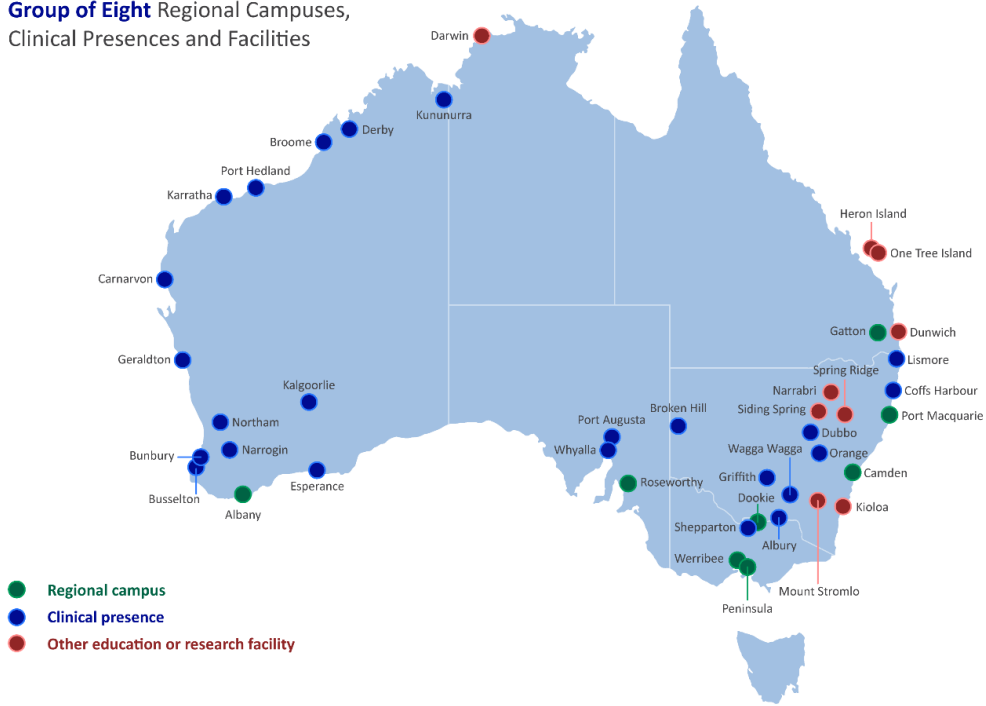 Group of Eight Regional Campuses,
Clinical Presences and Facilities
Darwin
Kununurra
Derby
Broome
Port Hedland
Karratha
Heron Island
One Tree Island
Carnarvon
Gatton
Dunwich
Geraldton
Lismore
Spring Ridge
Kalgoorlie
Narrabri
Coffs Harbour
Broken Hill
Siding Spring
Port Macquarie
Northam
Port Augusta
Dubbo
Wagga Wagga
Bunbury
Narrogin
Whyalla
Orange
Griffith
Camden
Roseworthy
Esperance
Busselton
Dookie
Kioloa
Albany
Shepparton
Albury
Werribee
Mount Stromlo
Peninsula
Regional campus
Clinical presence
Other education or research facility